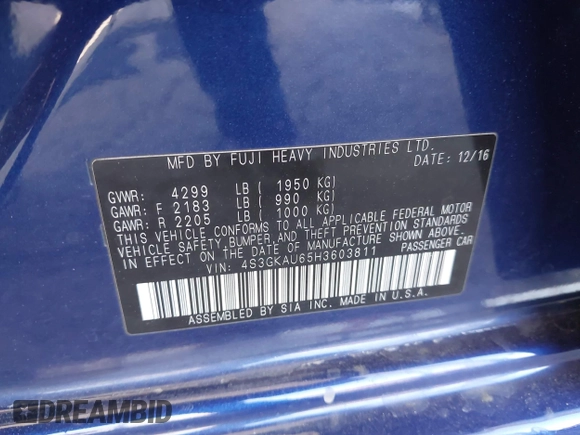 MFD BY FUJI HEAVY INDUSTRIES LTD.
DATE: 12/16
GVWR: 4299 LB ( 1950 KG)
GAWR: F 2183 LB ( 990 KG)
GAWR: R 2205 LB ( 1000 KG)
THIS VEHICLE CONFORMS TO ALL APPLICABLE FEDERAL MOTOR
VEHICLE SAFETY, BUMPER, AND THEFT PREVENTION STANDARDS
IN EFFECT ON THE DATE OF MANUFACTURE SHOWN ABOVE.
PASSENGER CAR
VIN: 4S3GKAU65H3603811
ASSEMBLED BY SIA INC. MADE IN U.S.A.
DREAMBID